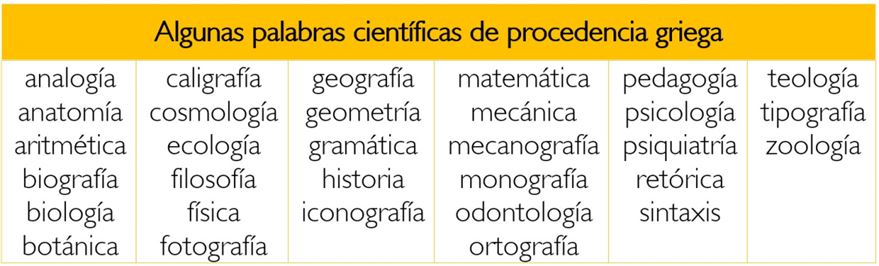 Algunas palabras científicas de procedencia griega
analogía caligrafía geografía matemática pedagogía teología
anatomía cosmología geometría mecánica psicología tipografía
aritmética ecología gramática mecanografía psiquiatría zoología
biografía filosofía historia monografía retórica
biología física iconografía odontología sintaxis
botánica fotografía ortografía